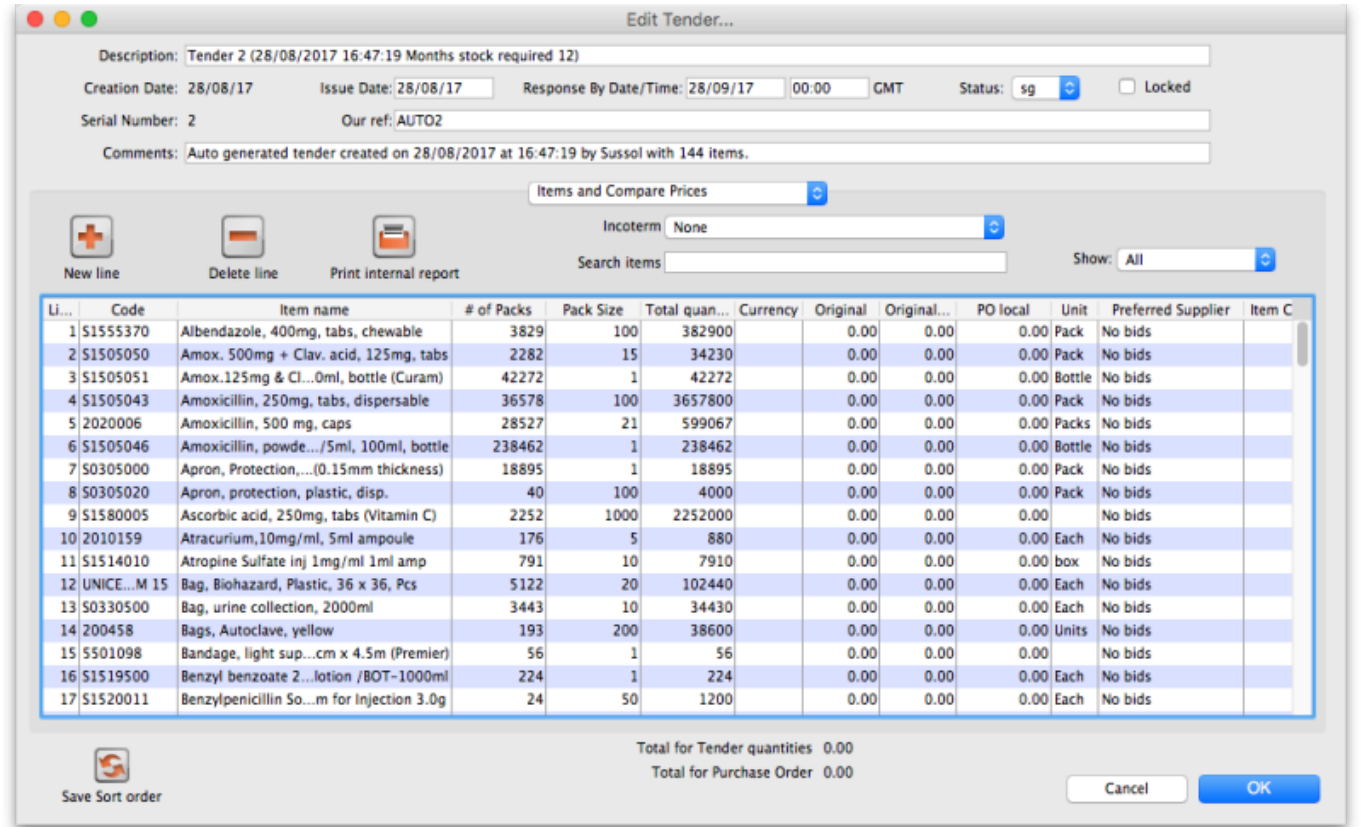 Edit Tender...
Description: Tender 2 (28/08/2017 16:47:19 Months stock required 12)
Creation Date: 28/08/17 Issue Date: 28/08/17 Response By Date/Time: 28/09/17 00:00 GMT Status: sg Locked
Serial Number: 2 Our ref: AUTO2
Comments: Auto generated tender created on 28/08/2017 at 16:47:19 by Sussol with 144 items.
Items and Compare Prices
Incoterm None
Search items Show: All
New line Delete line Print internal report
Li... Code Item name # of Packs Pack Size Total quan... Currency Original Original... PO local Unit Preferred Supplier Item C
1 S1555370 Albendazole, 400mg, tabs, chewable 3829 100 382900 0.00 0.00 0.00 Pack No bids
2 S1505050 Amox. 500mg + Clav. acid, 125mg, tabs 2282 15 34230 0.00 0.00 0.00 Pack No bids
3 S1505051 Amox.125mg & Cl...0ml, bottle (Curam) 42272 1 42272 0.00 0.00 0.00 Bottle No bids
4 S1505043 Amoxicillin, 250mg, tabs, dispersable 36578 100 3657800 0.00 0.00 0.00 Pack No bids
5 2020006 Amoxicillin, 500 mg, caps 28527 21 599067 0.00 0.00 0.00 Packs No bids
6 S1505046 Amoxicillin, powde.../5ml, 100ml, bottle 238462 1 238462 0.00 0.00 0.00 Bottle No bids
7 S0305000 Apron, Protection,...(0.15mm thickness) 18895 1 18895 0.00 0.00 0.00 Pack No bids
8 S0305020 Apron, protection, plastic, disp. 40 100 4000 0.00 0.00 0.00 Pack No bids
9 S1580005 Ascorbic acid, 250mg, tabs (Vitamin C) 2252 1000 2252000 0.00 0.00 0.00 No bids
10 2010159 Atracurium,10mg/ml, 5ml ampoule 176 5 880 0.00 0.00 0.00 Each No bids
11 S1514010 Atropine Sulfate inj 1mg/ml 1ml amp 791 10 7910 0.00 0.00 0.00 box No bids
12 UNICE...M 15 Bag, Biohazard, Plastic, 36 x 36, Pcs 5122 20 102440 0.00 0.00 0.00 Each No bids
13 S0330500 Bag, urine collection, 2000ml 3443 10 34430 0.00 0.00 0.00 Each No bids
14 200458 Bags, Autoclave, yellow 193 200 38600 0.00 0.00 0.00 Units No bids
15 5501098 Bandage, light sup...cm x 4.5m (Premier) 56 1 56 0.00 0.00 0.00 No bids
16 S1519500 Benzyl benzoate 2...lotion /BOT-1000ml 224 1 224 0.00 0.00 0.00 Each No bids
17 S1520011 Benzylpenicillin So...m for Injection 3.0g 24 50 1200 0.00 0.00 0.00 Each No bids
Total for Tender quantities 0.00
Total for Purchase Order 0.00
Save Sort order Cancel OK